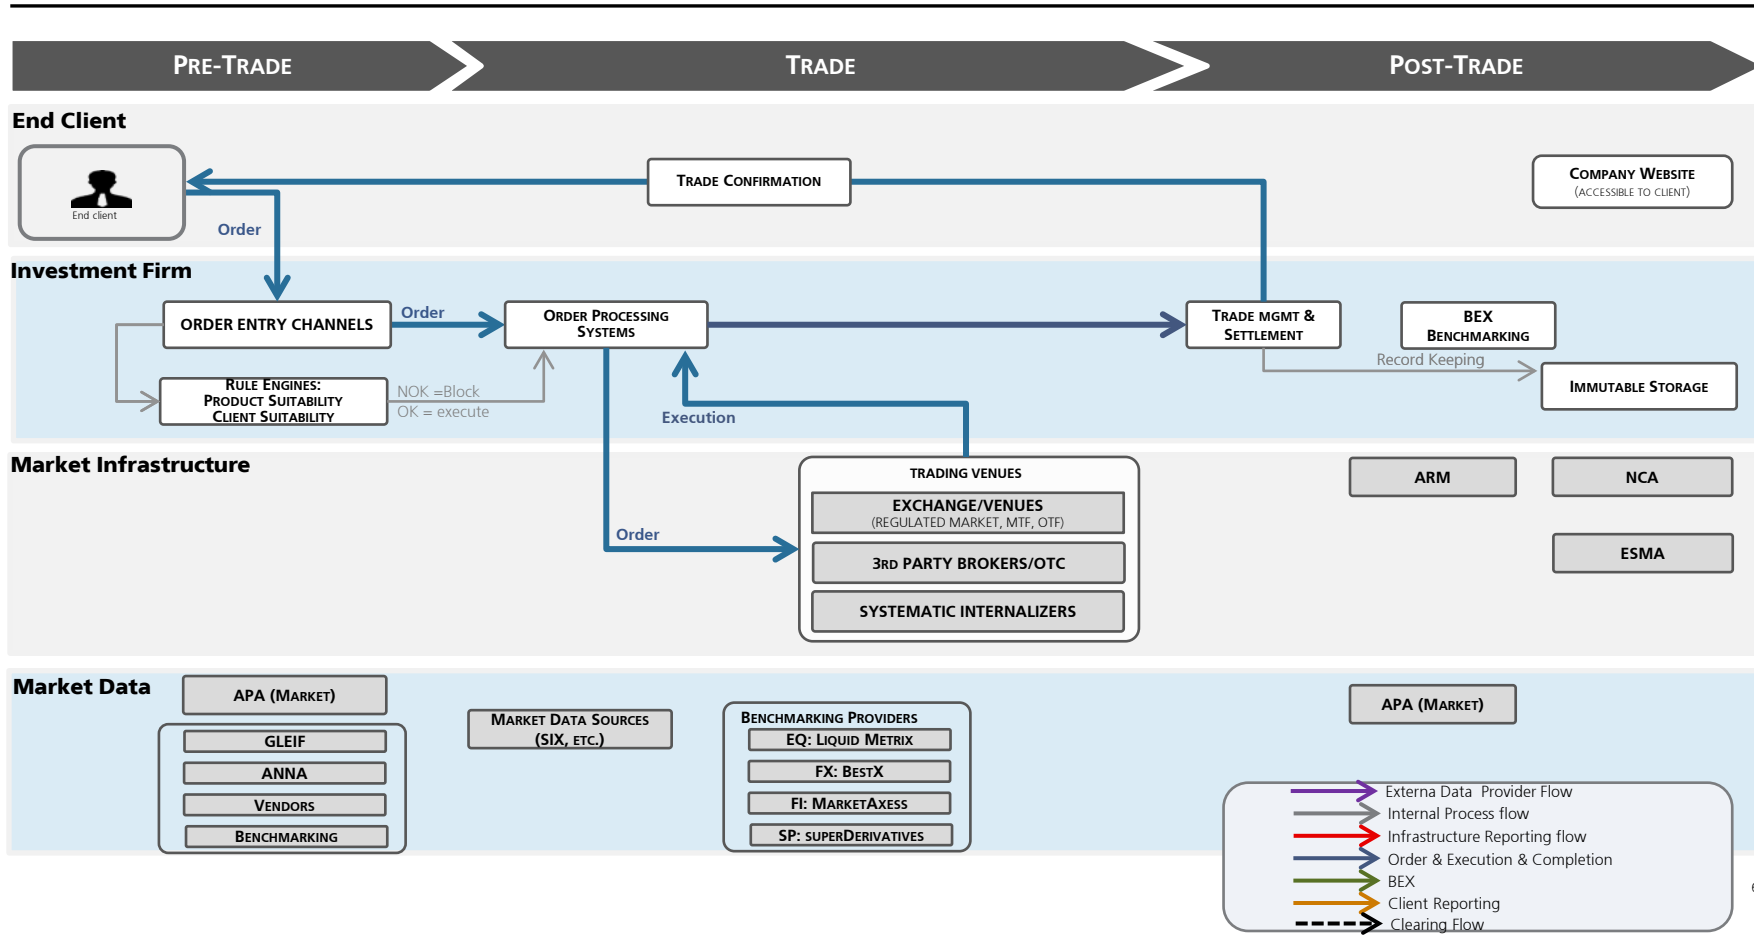 PRE-TRADE
TRADE
POST-TRADE
End Client
End client
TRADE CONFIRMATION
COMPANY WEBSITE
(ACCESSIBLE TO CLIENT)
Order
Investment Firm
ORDER ENTRY CHANNELS
Order
ORDER PROCESSING
SYSTEMS
TRADE MGMT &
SETTLEMENT
BEX
BENCHMARKING
Record Keeping
IMMUTABLE STORAGE
RULE ENGINES:
PRODUCT SUITABILITY
CLIENT SUITABILITY
NOK =Block
OK = execute
Execution
Market Infrastructure
TRADING VENUES
EXCHANGE/VENUES
(REGULATED MARKET, MTF, OTF)
3RD PARTY BROKERS/OTC
SYSTEMATIC INTERNALIZERS
Order
ARM
NCA
ESMA
Market Data
APA (MARKET)
GLEIF
ANNA
VENDORS
BENCHMARKING
MARKET DATA SOURCES
(SIX, ETC.)
BENCHMARKING PROVIDERS
EQ: LIQUID METRIX
FX: BESTX
FI: MARKETAXESS
SP: SUPERDERIVATIVES
APA (MARKET)
Externa Data  Provider Flow
Internal Process flow
Infrastructure Reporting flow
Order & Execution & Completion
BEX
Client Reporting
Clearing Flow